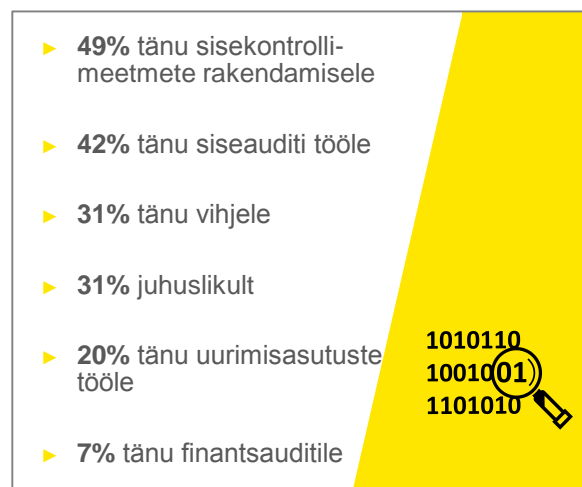 ► 49% tänu sisekontrolli-
meetmete rakendamisele
► 42% tänu siseauditi tööle
► 31% tänu vihjele
► 31% juhuslikult
► 20% tänu uurimisasutuste
tööle
► 7% tänu finantsauditile
1010110
1001001)
1101010